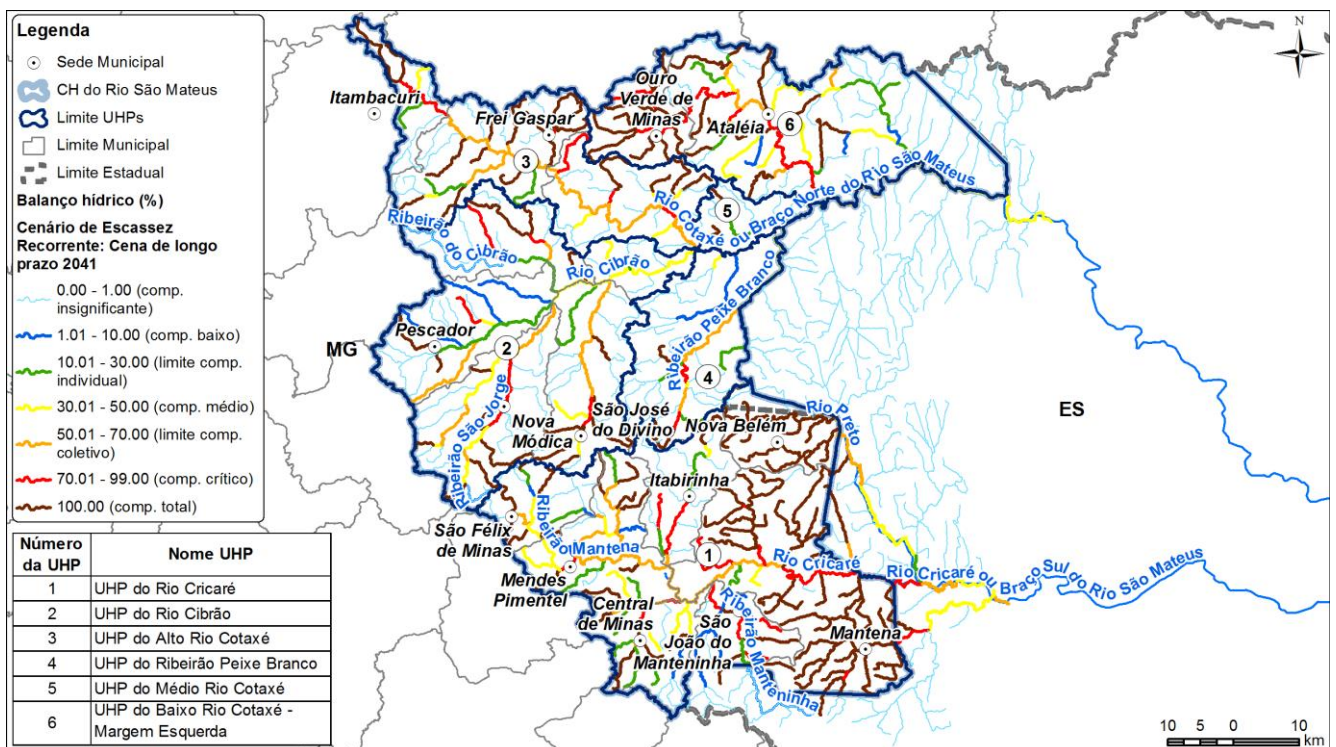 Legenda
Sede Municipal
CH do Rio São Mateus
Limite UHPs
Limite Municipal
Limite Estadual
Balanço hídrico (%)
Cenário de Escassez
Recorrente: Cena de longo
prazo 2041
0.00 - 1.00 (comp.
insignificante)
1.01 - 10.00 (comp. baixo)
10.01 - 30.00 (limite comp.
individual)
30.01 - 50.00 (comp. médio)
50.01 - 70.00 (limite comp.
coletivo)
70.01 - 99.00 (comp. crítico)
100.00 (comp. total)
Número
da UHP
Nome UHP
1 UHP do Rio Cricaré
2 UHP do Rio Cibrão
3 UHP do Alto Rio Cotaxé
4 UHP do Ribeirão Peixe Branco
5 UHP do Médio Rio Cotaxé
6 UHP do Baixo Rio Cotaxé -
Margem Esquerda
N
Itambacuri
Frei Gaspar
Ouro
Verde de
Minas
Ataléia
6
3
5
Rio Cotaxé ou Braço Norte do Rio São Mateus
Ribeirão do Cibrão
Rio Cibrão
Ribeirão Peixe Branco
Pescador
MG
2
4
ES
Ribeirão São Jorge
Nova
Módica
São José
do Divino
Nova Belém
Rio Preto
Itabirinha
São Félix
de Minas
Ribeirão Mantena
1
Rio Cricaré
Rio Cricaré ou Braço Sul do Rio São Mateus
Mendes
Pimentel
Central
de Minas
São
João do
Manteninha
Ribeirão Manteninha
Mantena
10 5 0 10
km